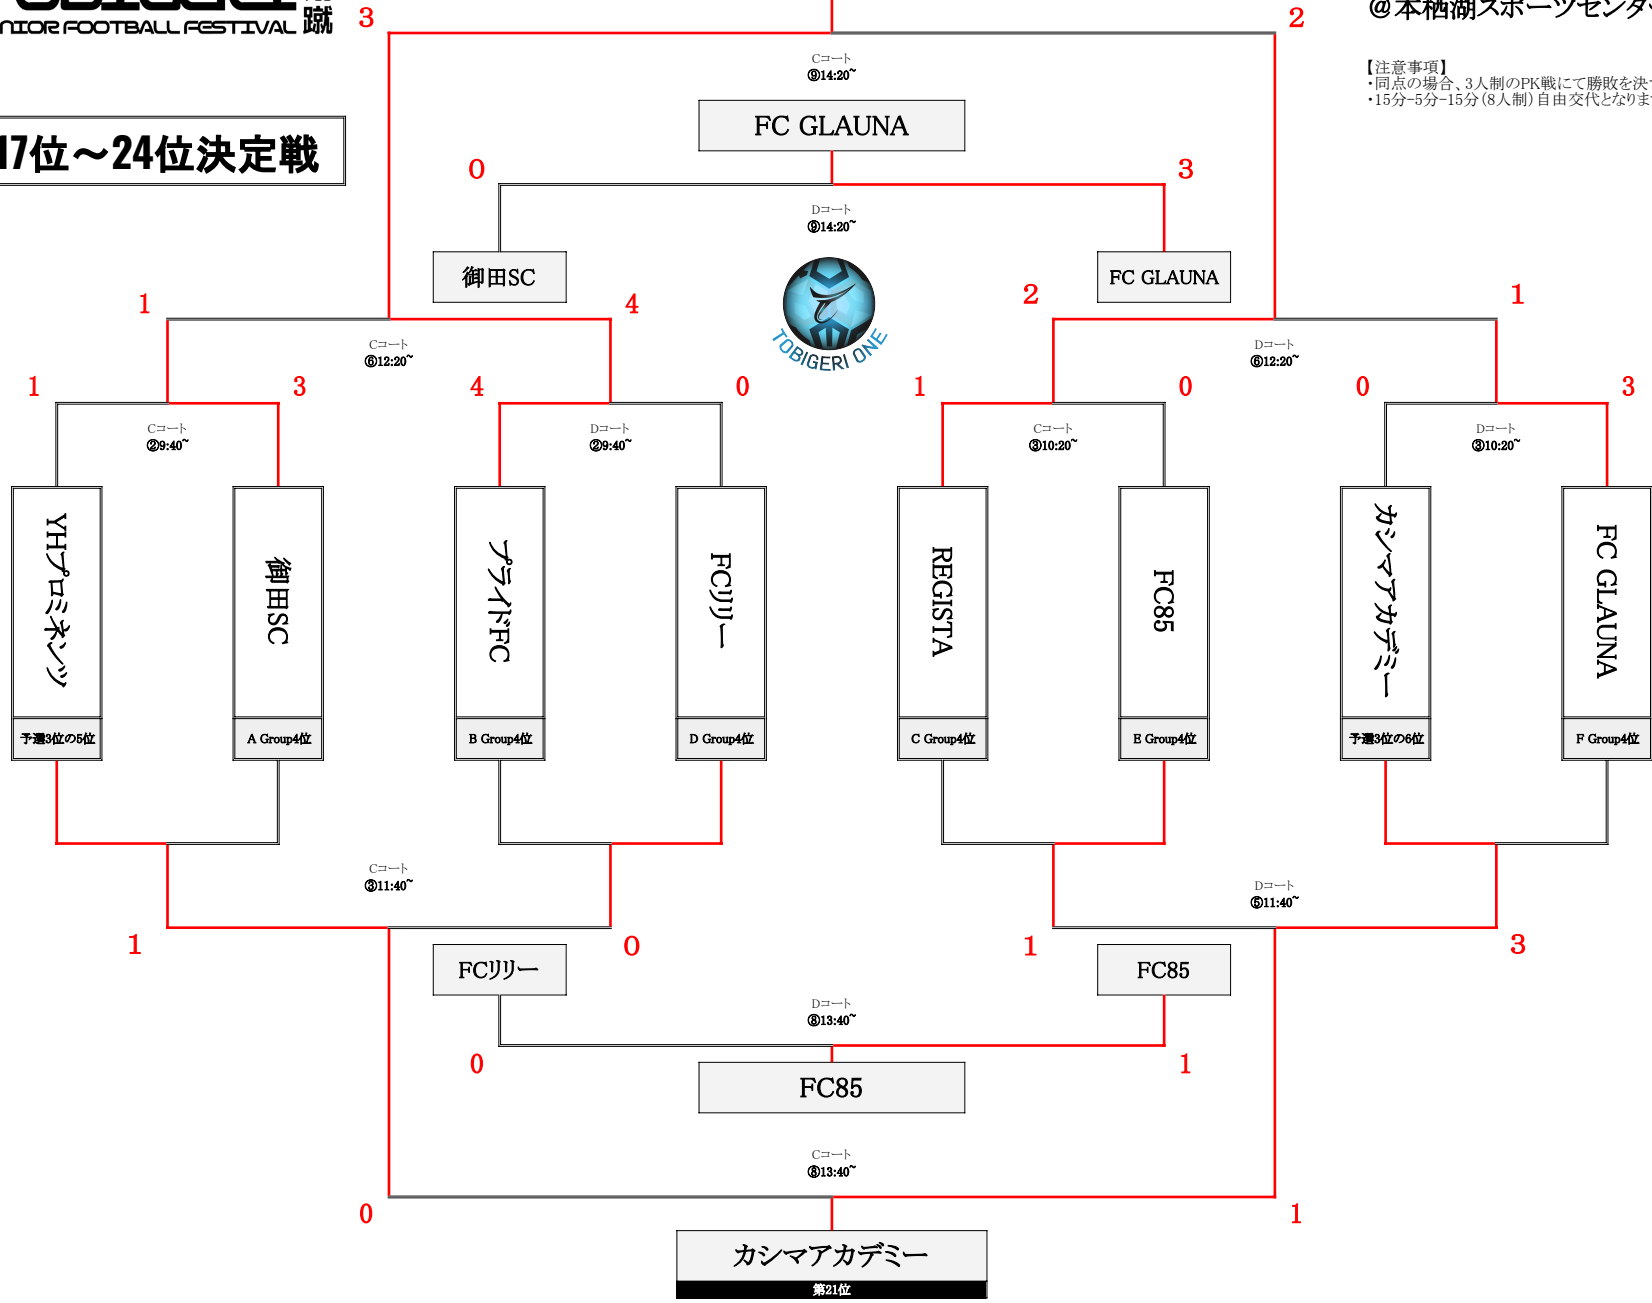 JUNIOR FOOTBALL FESTIVAL 蹴
@本栖湖スポーツセンター
3
2
Cコート
⑨14:20~
【注意事項】
・同点の場合、3人制のPK戦にて勝敗を決
・15分-5分-15分(8人制)自由交代となりま
17位～24位決定戦
FC GLAUNA
0
3
Dコート
⑨14:20~
御田SC
FC GLAUNA
TOBIGERI ONE
1
4
2
1
Cコート
⑥12:20~
Dコート
⑥12:20~
1
3
4
0
1
0
0
3
Cコート
②9:40~
Dコート
②9:40~
Cコート
③10:20~
Dコート
③10:20~
YHプロミネンツ
御田SC
プライドFC
FCリリー
REGISTA
FC85
カシマアカデミー
FC GLAUNA
予選3位の5位
A Group4位
B Group4位
D Group4位
C Group4位
E Group4位
予選3位の6位
F Group4位
Cコート
③11:40~
Dコート
⑤11:40~
1
0
1
3
FCリリー
FC85
Dコート
⑧13:40~
0
1
FC85
Cコート
⑧13:40~
0
1
カシマアカデミー
第21位